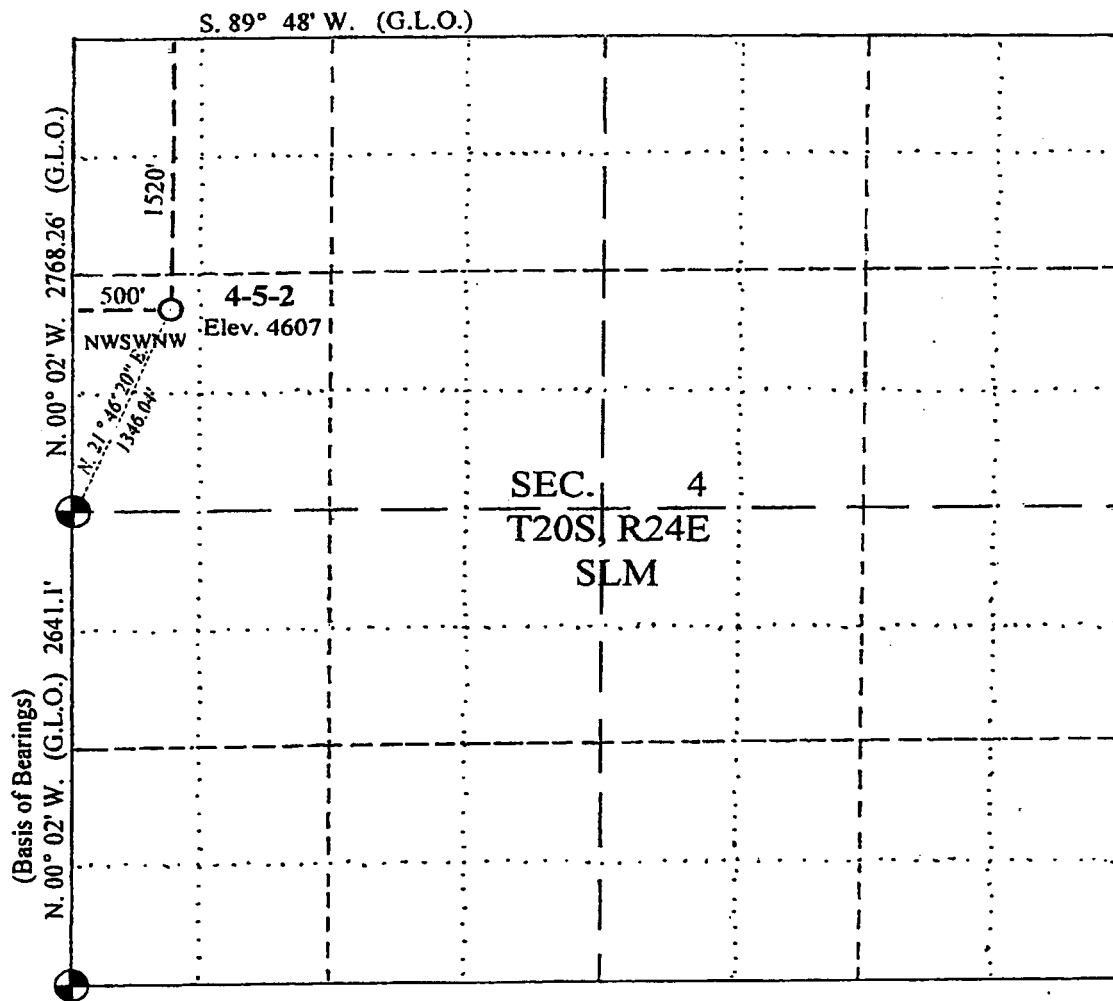 S. 89° 48' W. (G.L.O.)
N. 00° 02' W. 2768.26' (G.L.O.)
1520'
500'
4-5-2
Elev. 4607
NWSWNW
N. 21° 46' 20" E.
1346.04'
SEC. 4
T20S, R24E
SLM
(Basis of Bearings)
N. 00° 02' W. (G.L.O.) 2641.1'